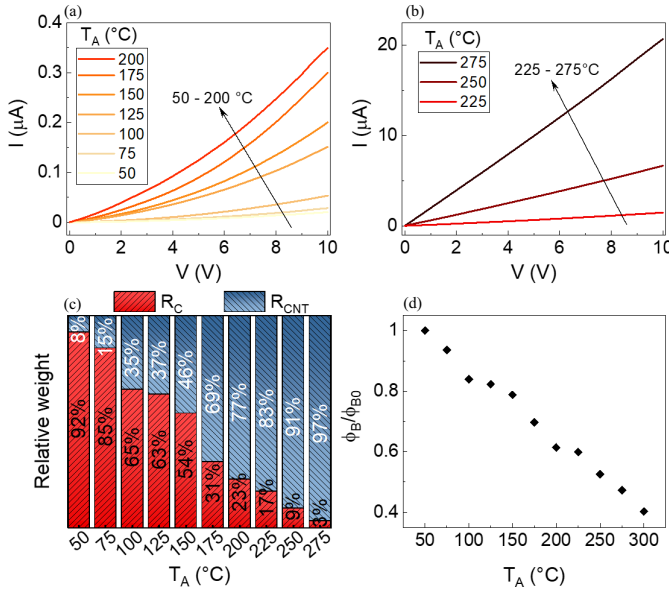 (a)
T_A (°C)
200
175
150
125
100
75
50
50 - 200 °C
0.4
0.3
0.2
0.1
0
I (µA)
0 2 4 6 8 10
V (V)
(b)
T_A (°C)
275
250
225
225 - 275°C
20
10
0
I (µA)
0 2 4 6 8 10
V (V)
(c)
R_C R_CNT
Relative weight
8% 15% 35% 37% 46% 69% 77% 83% 91% 97%
92% 85% 65% 63% 54% 31% 23% 17% 9% 3%
50 75 100 125 150 175 200 225 250 275
T_A (°C)
(d)
1
0.8
0.6
0.4
ϕ_B/ϕ_B0
50 100 150 200 250 300
T_A (°C)